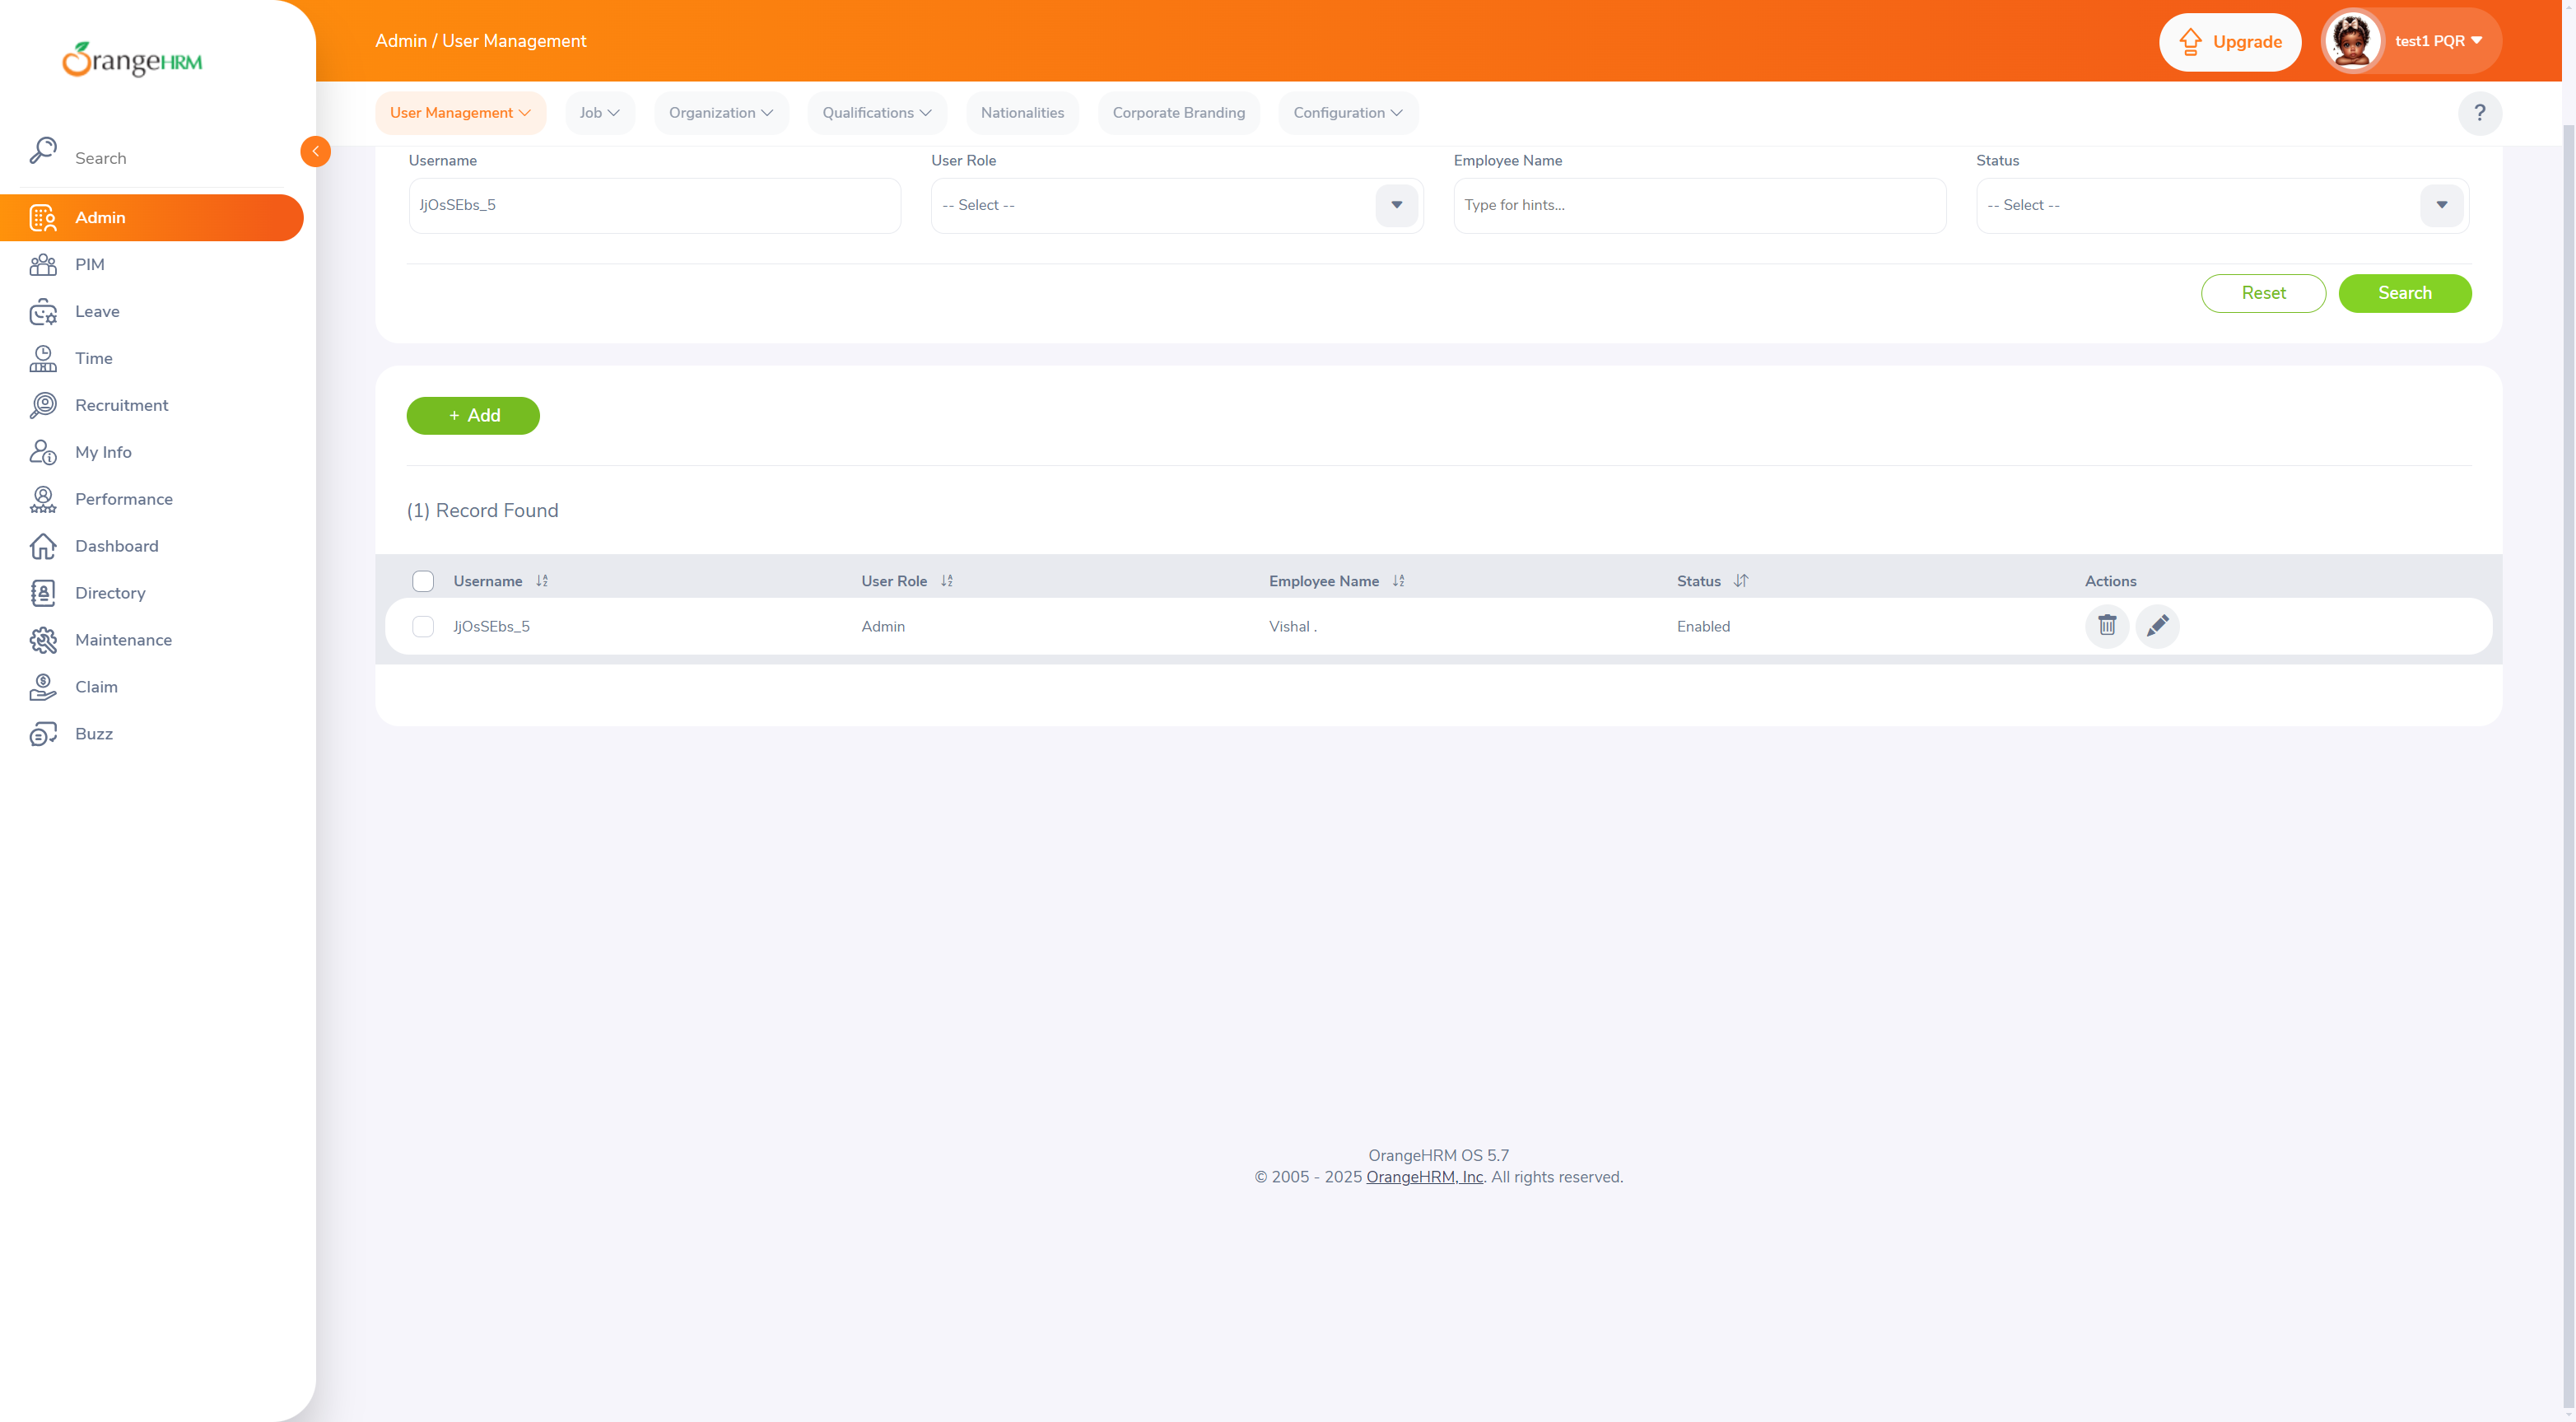 OrangeHRM
Admin / User Management
Upgrade
test1 PQR
User Management
Job
Organization
Qualifications
Nationalities
Corporate Branding
Configuration
?
Search
Admin
PIM
Leave
Time
Recruitment
My Info
Performance
Dashboard
Directory
Maintenance
Claim
Buzz
Username
User Role
Employee Name
Status
JjOsSEbs_5
-- Select --
Type for hints...
-- Select --
Reset
Search
+ Add
(1) Record Found
Username
User Role
Employee Name
Status
Actions
JjOsSEbs_5
Admin
Vishal .
Enabled
OrangeHRM OS 5.7
© 2005 - 2025 OrangeHRM, Inc. All rights reserved.